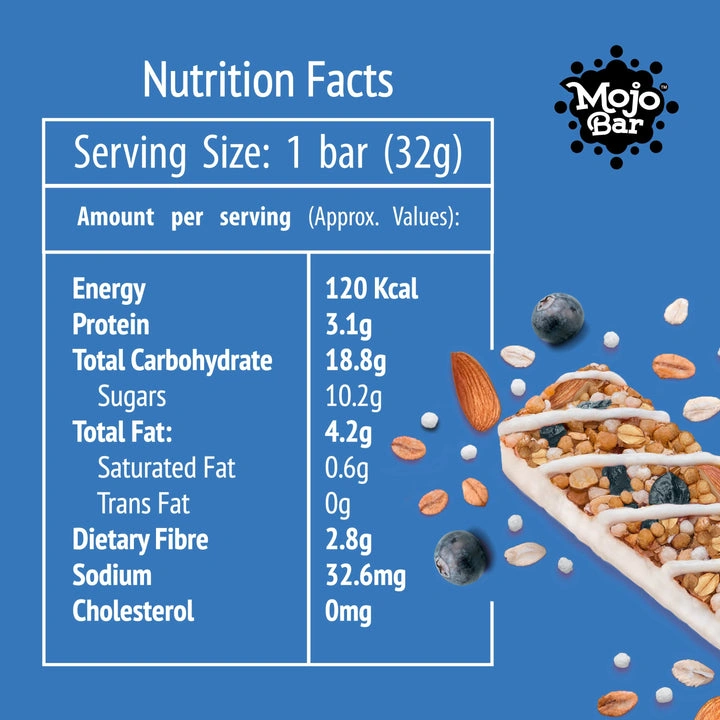 Nutrition Facts
Mojo™
Bar
Serving Size: 1 bar (32g)
Amount per serving (Approx. Values):
Energy 120 Kcal
Protein 3.1g
Total Carbohydrate 18.8g
Sugars 10.2g
Total Fat: 4.2g
Saturated Fat 0.6g
Trans Fat 0g
Dietary Fibre 2.8g
Sodium 32.6mg
Cholesterol 0mg